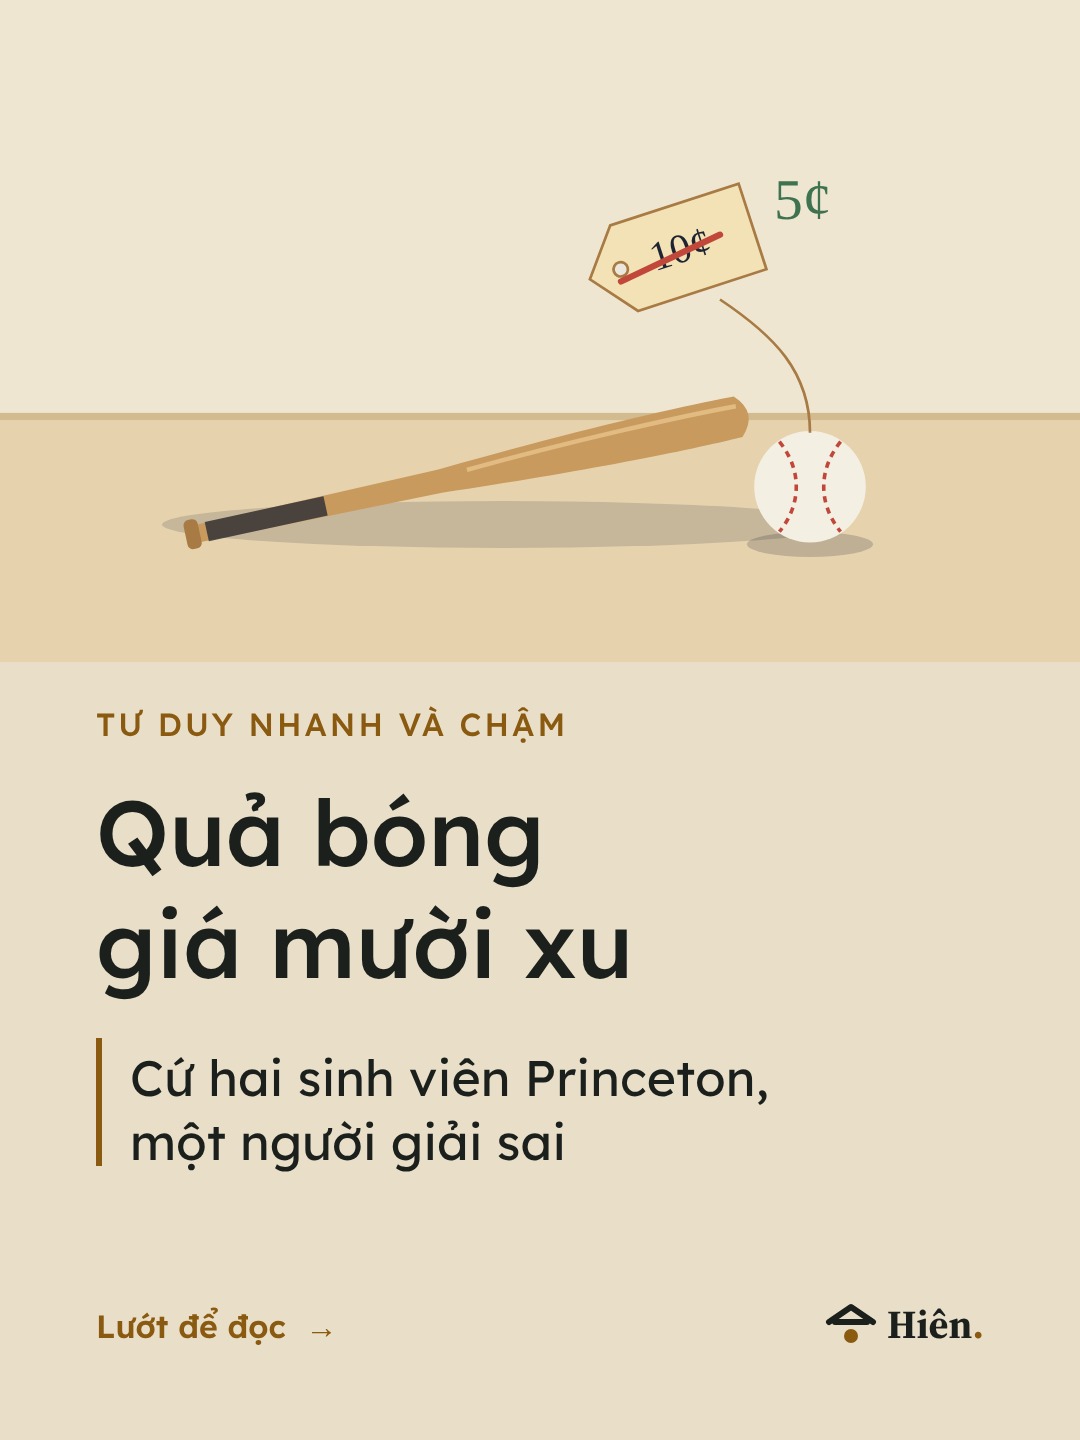 5¢
10¢
TƯ DUY NHANH VÀ CHẬM
Quả bóng
giá mười xu
Cứ hai sinh viên Princeton,
một người giải sai
Lướt để đọc →
Hiên.